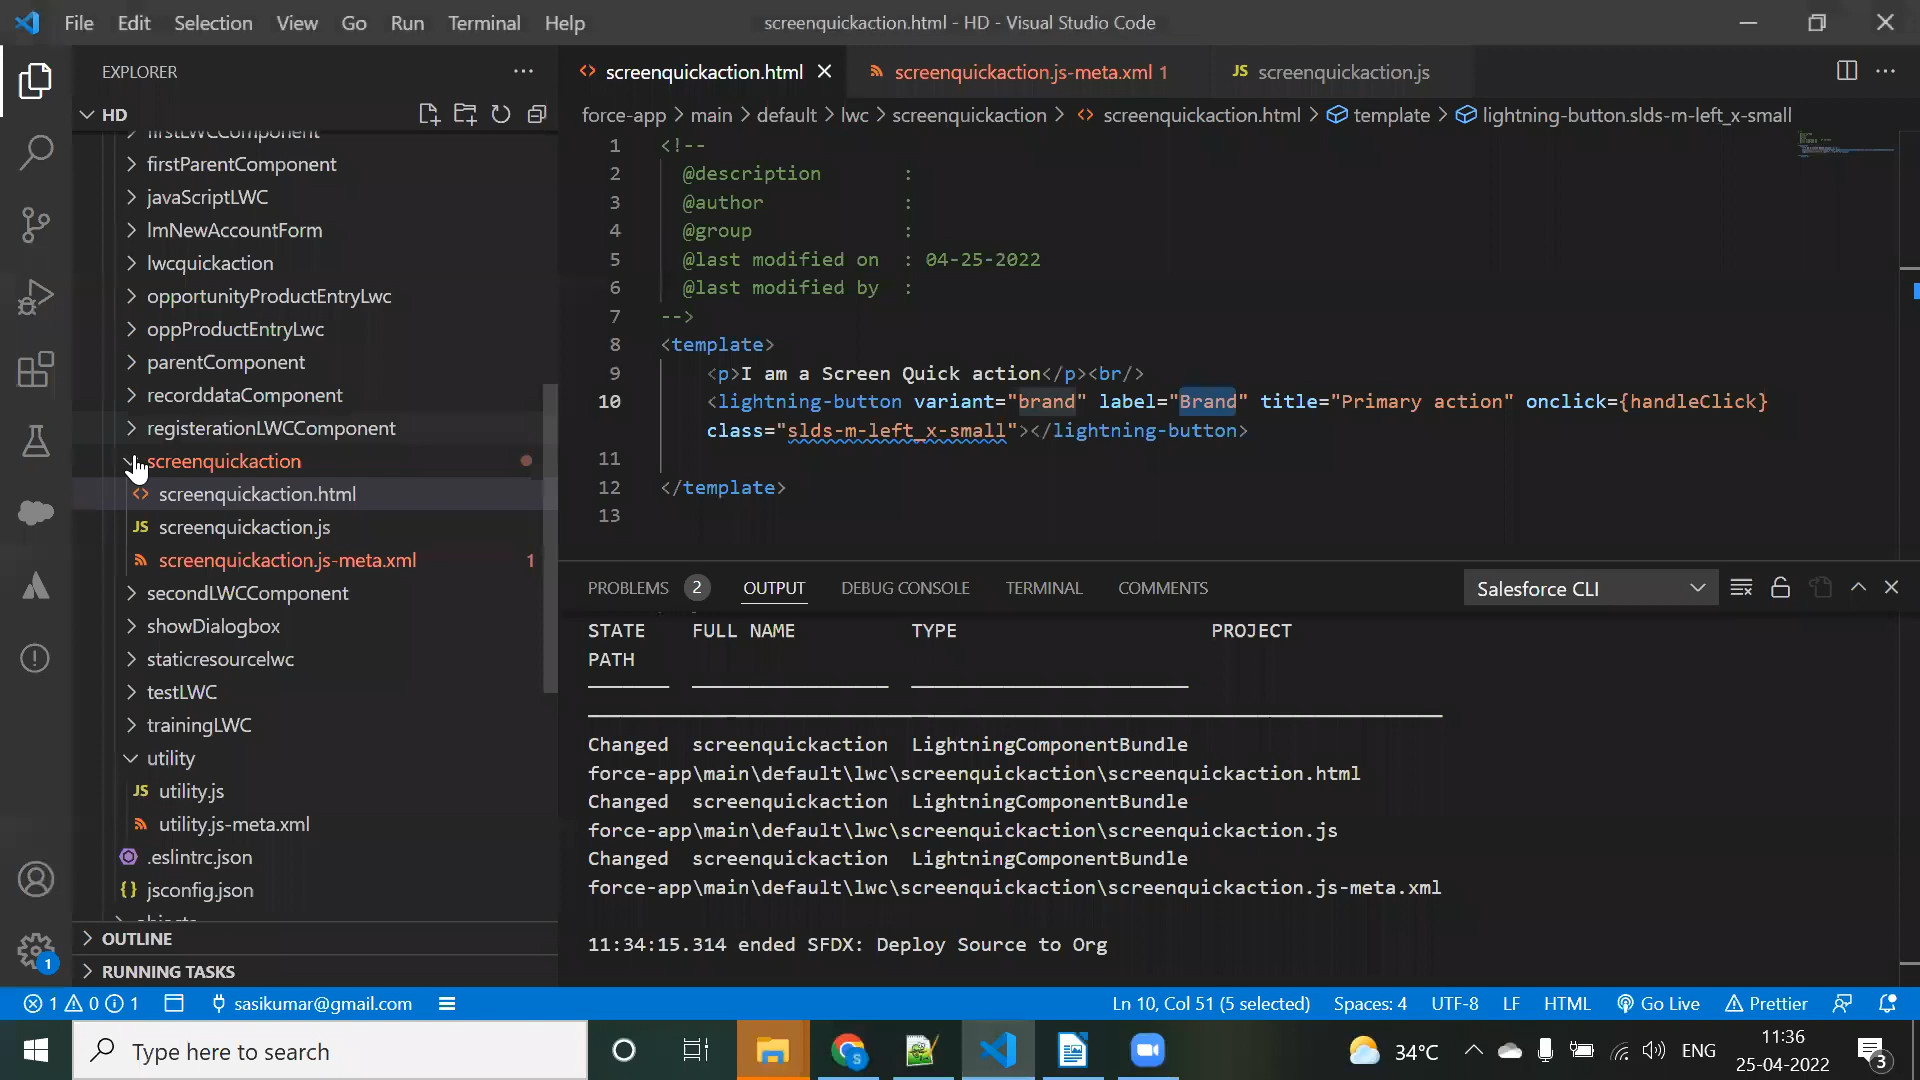 File Edit Selection View Go Run Terminal Help
screenquickaction.html - HD - Visual Studio Code
EXPLORER
HD
firstLWCComponent
firstParentComponent
javaScriptLWC
lmNewAccountForm
lwcquickaction
opportunityProductEntryLwc
oppProductEntryLwc
parentComponent
recorddataComponent
registerationLWCComponent
screenquickaction
screenquickaction.html
JS screenquickaction.js
screenquickaction.js-meta.xml 1
secondLWCComponent
showDialogbox
staticresourcelwc
testLWC
trainingLWC
utility
JS utility.js
utility.js-meta.xml
.eslintrc.json
{} jsconfig.json
OUTLINE
RUNNING TASKS
1
screenquickaction.html
screenquickaction.js-meta.xml 1
JS screenquickaction.js
force-app > main > default > lwc > screenquickaction > screenquickaction.html > template > lightning-button.slds-m-left_x-small
1 <!--
2 @description :
3 @author :
4 @group :
5 @last modified on : 04-25-2022
6 @last modified by :
7 -->
8 <template>
9 <p>I am a Screen Quick action</p><br/>
10 <lightning-button variant="brand" label="Brand" title="Primary action" onclick={handleClick}
class="slds-m-left_x-small"></lightning-button>
11
12 </template>
13
PROBLEMS 2 OUTPUT DEBUG CONSOLE TERMINAL COMMENTS
Salesforce CLI
STATE FULL NAME TYPE PROJECT
PATH
Changed screenquickaction LightningComponentBundle
force-app\main\default\lwc\screenquickaction\screenquickaction.html
Changed screenquickaction LightningComponentBundle
force-app\main\default\lwc\screenquickaction\screenquickaction.js
Changed screenquickaction LightningComponentBundle
force-app\main\default\lwc\screenquickaction\screenquickaction.js-meta.xml
11:34:15.314 ended SFDX: Deploy Source to Org
1 0 1 sasikumar@gmail.com
Ln 10, Col 51 (5 selected) Spaces: 4 UTF-8 LF HTML Go Live Prettier
Type here to search
S
34°C
ENG
11:36
25-04-2022
3